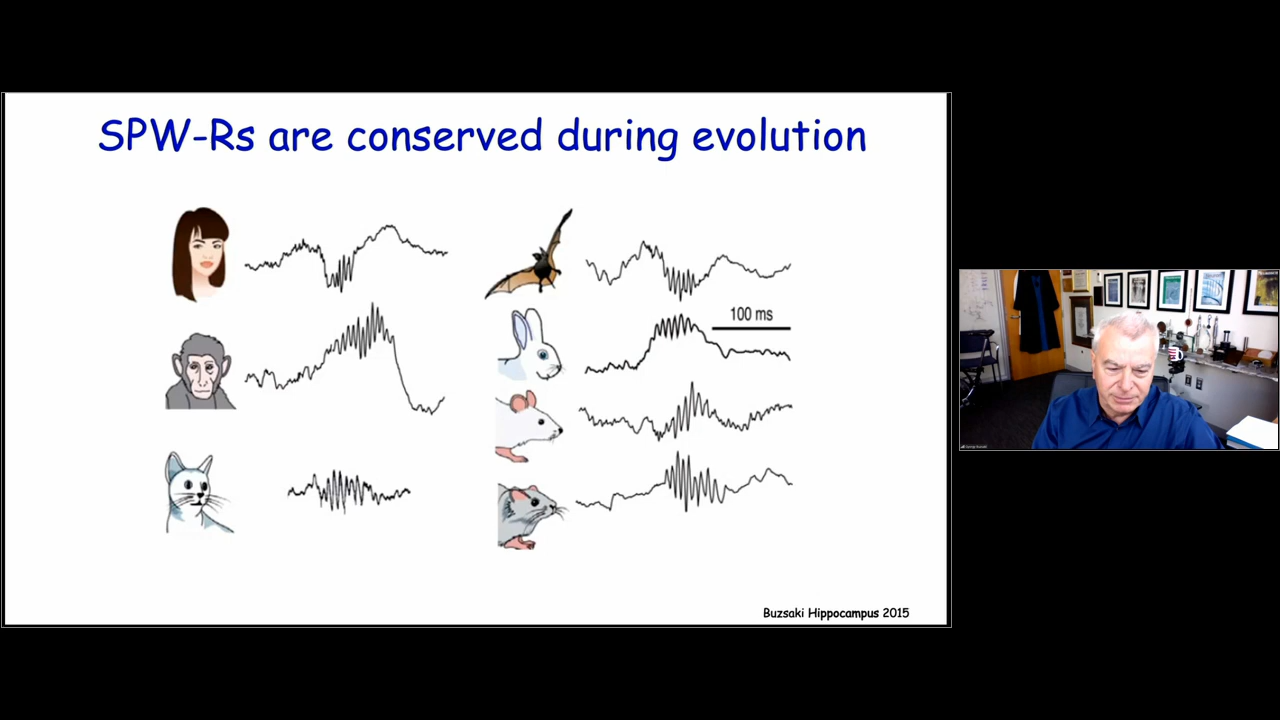 SPW-Rs are conserved during evolution
100 ms
Buzsaki Hippocampus 2015